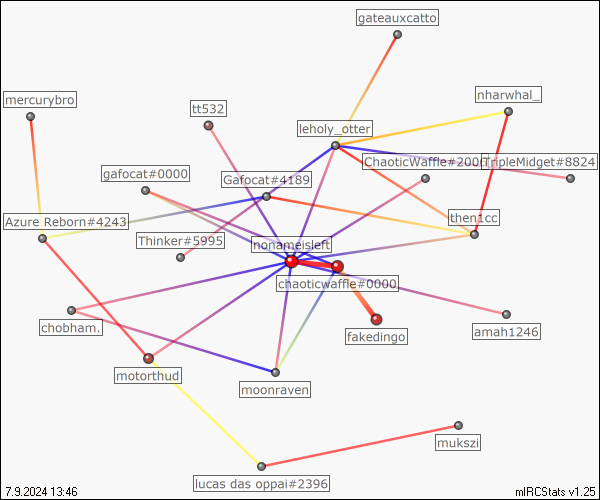 gateauxcatto
mercurybro
nharwhal_
tt532
leholy_otter
ChaoticWaffle#200
TripleMidget#8824
gafocat#0000
Gafocat#4189
Azure Reborn#4243
then1cc
Thinker#5995
nonameisleft
chaoticwaffle#0000
chobham.
fakedingo
amah1246
motorthud
moonraven
mukszi
lucas das oppai#2396
7.9.2024 13:46
mIRCStats v1.25